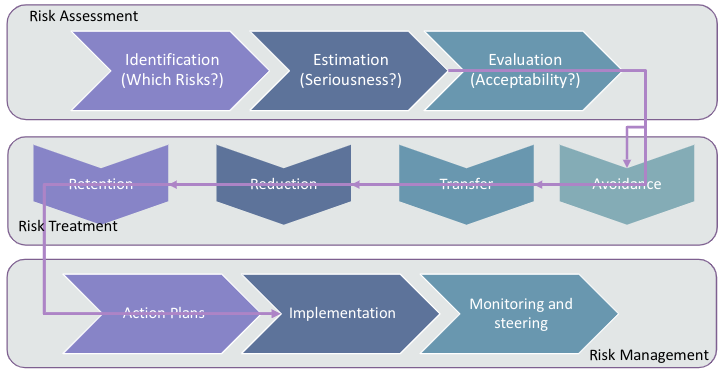 Risk Assessment
Identification
(Which Risks?)
Estimation
(Seriousness?)
Evaluation
(Acceptability?)
Retention
Reduction
Transfer
Avoidance
Risk Treatment
Action Plans
Implementation
Monitoring and
steering
Risk Management